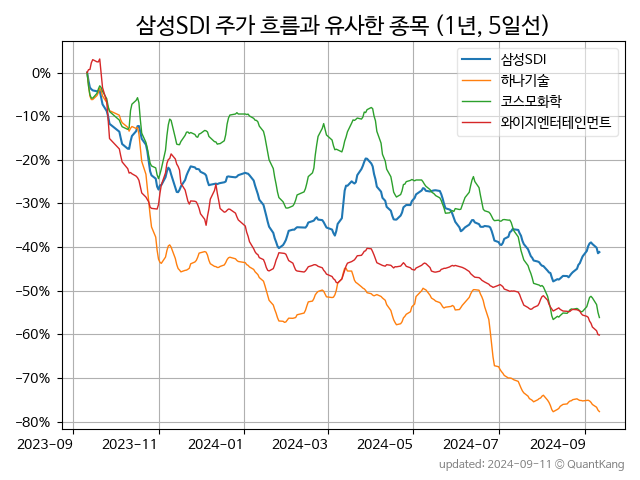 삼성SDI 주가 흐름과 유사한 종목 (1년, 5일선)
삼성SDI
하나기술
코스모화학
와이지엔터테인먼트
0%
−10%
−20%
−30%
−40%
−50%
−60%
−70%
−80%
2023-09 2023-11 2024-01 2024-03 2024-05 2024-07 2024-09
updated: 2024-09-11 © QuantKang